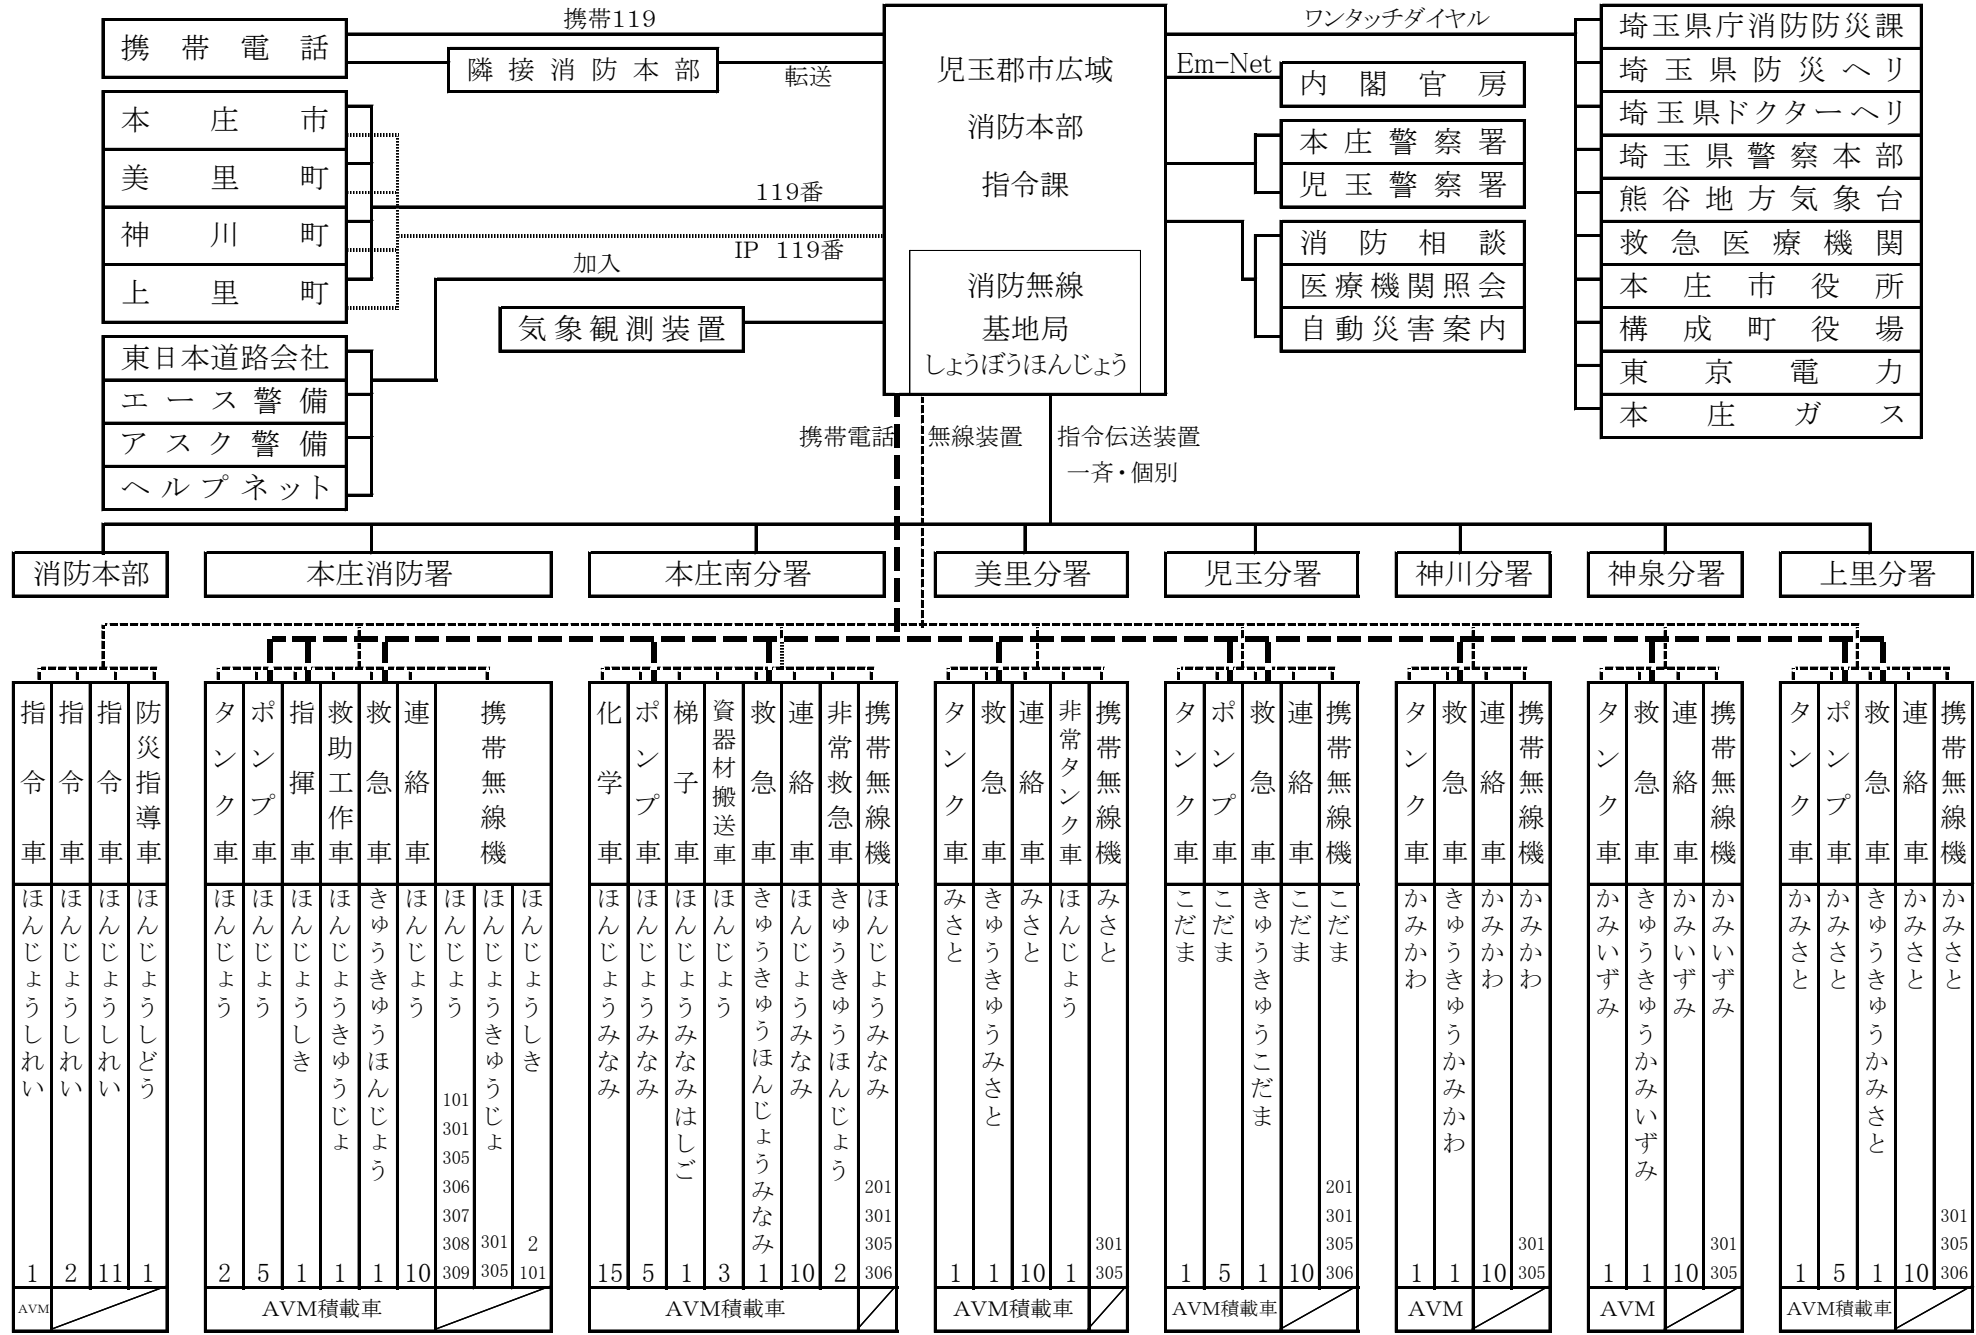 携帯119
携帯電話
隣接消防本部
転送
本庄市
美里町
神川町
上里町
119番
IP 119番
加入
気象観測装置
東日本道路会社
エース警備
アスク警備
ヘルプネット
児玉郡市広域
消防本部
指令課
消防無線
基地局
しょうぼうほんじょう
ワンタッチダイヤル
Em-Net
内閣官房
本庄警察署
児玉警察署
消防相談
医療機関照会
自動災害案内
埼玉県庁消防防災課
埼玉県防災ヘリ
埼玉県ドクターヘリ
埼玉県警察本部
熊谷地方気象台
救急医療機関
本庄市役所
構成町役場
東京電力
本庄ガス
携帯電話
無線装置
指令伝送装置
一斉・個別
消防本部
本庄消防署
本庄南分署
美里分署
児玉分署
神川分署
神泉分署
上里分署
指令車
ほんじょうしれい
1
指令車
ほんじょうしれい
2
指令車
ほんじょうしれい
11
防災指導車
ほんじょうしどう
1
AVM
タンク車
ほんじょう
2
ポンプ車
ほんじょう
5
指揮車
ほんじょうしき
1
救助工作車
ほんじょうきゅうじょ
1
救急車
きゅうきゅうほんじょう
1
連絡車
ほんじょう
10
携帯無線機
ほんじょう
101
301
305
306
307
308
309
ほんじょうきゅうじょ
301
305
ほんじょうしき
2
101
AVM積載車
化学車
ほんじょうみなみ
15
ポンプ車
ほんじょうみなみ
5
梯子車
ほんじょうみなみはしご
1
資器材搬送車
ほんじょう
3
救急車
きゅうきゅうほんじょうみなみ
1
連絡車
ほんじょうみなみ
10
非常救急車
きゅうきゅうほんじょう
2
携帯無線機
ほんじょうみなみ
201
301
305
306
AVM積載車
タンク車
みさと
1
救急車
きゅうきゅうみさと
1
連絡車
みさと
10
非常タンク車
ほんじょう
1
携帯無線機
みさと
301
305
AVM積載車
タンク車
こだま
1
ポンプ車
こだま
5
救急車
きゅうきゅうこだま
1
連絡車
こだま
10
携帯無線機
こだま
201
301
305
306
AVM積載車
タンク車
かみかわ
1
救急車
きゅうきゅうかみかわ
1
連絡車
かみかわ
10
携帯無線機
かみかわ
301
305
AVM
タンク車
かみいずみ
1
救急車
きゅうきゅうかみいずみ
1
連絡車
かみいずみ
10
携帯無線機
かみいずみ
301
305
AVM
タンク車
かみさと
1
ポンプ車
かみさと
5
救急車
きゅうきゅうかみさと
1
連絡車
かみさと
10
携帯無線機
かみさと
301
305
306
AVM積載車